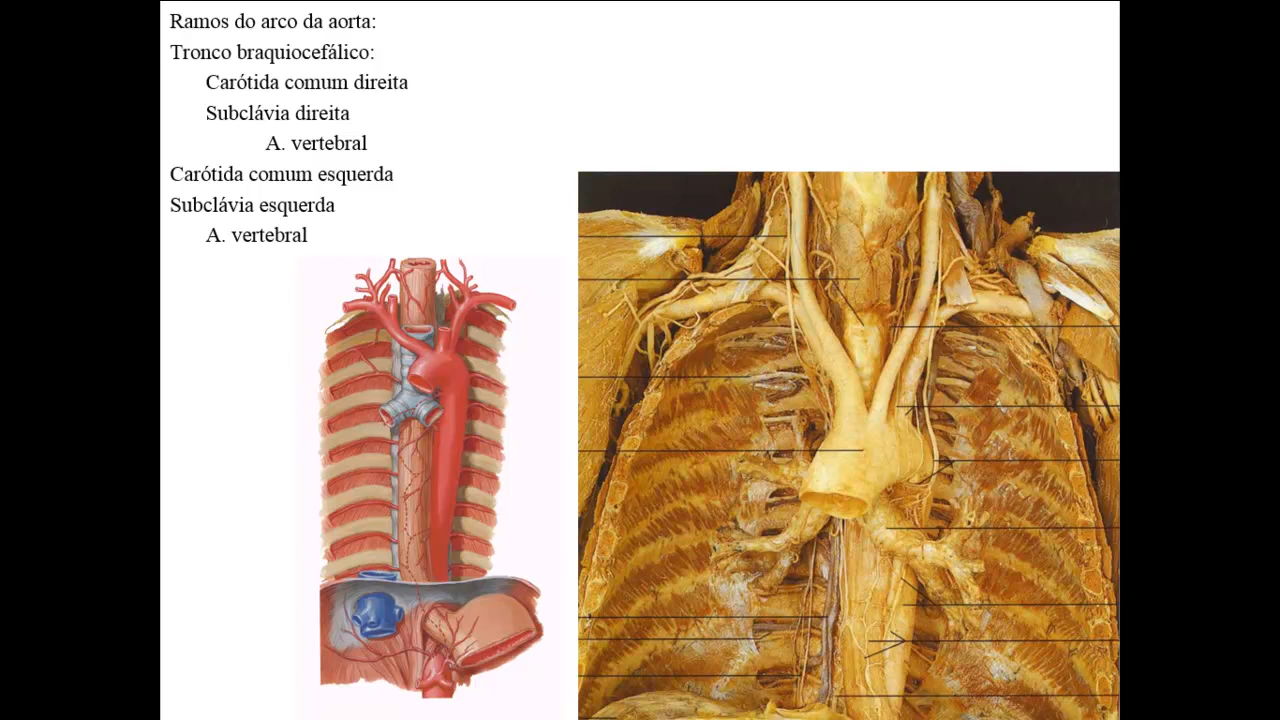 Ramos do arco da aorta:
Tronco braquiocefálico:
Carótida comum direita
Subclávia direita
A. vertebral
Carótida comum esquerda
Subclávia esquerda
A. vertebral